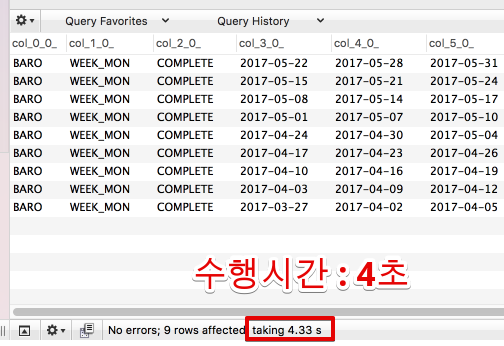 Query Favorites Query History
col_0_0_ col_1_0_ col_2_0_ col_3_0_ col_4_0_ col_5_0_
BARO WEEK_MON COMPLETE 2017-05-22 2017-05-28 2017-05-31
BARO WEEK_MON COMPLETE 2017-05-15 2017-05-21 2017-05-24
BARO WEEK_MON COMPLETE 2017-05-08 2017-05-14 2017-05-17
BARO WEEK_MON COMPLETE 2017-05-01 2017-05-07 2017-05-10
BARO WEEK_MON COMPLETE 2017-04-24 2017-04-30 2017-05-04
BARO WEEK_MON COMPLETE 2017-04-17 2017-04-23 2017-04-26
BARO WEEK_MON COMPLETE 2017-04-10 2017-04-16 2017-04-19
BARO WEEK_MON COMPLETE 2017-04-03 2017-04-09 2017-04-12
BARO WEEK_MON COMPLETE 2017-03-27 2017-04-02 2017-04-05
수행시간 : 4초
No errors; 9 rows affected taking 4.33 s